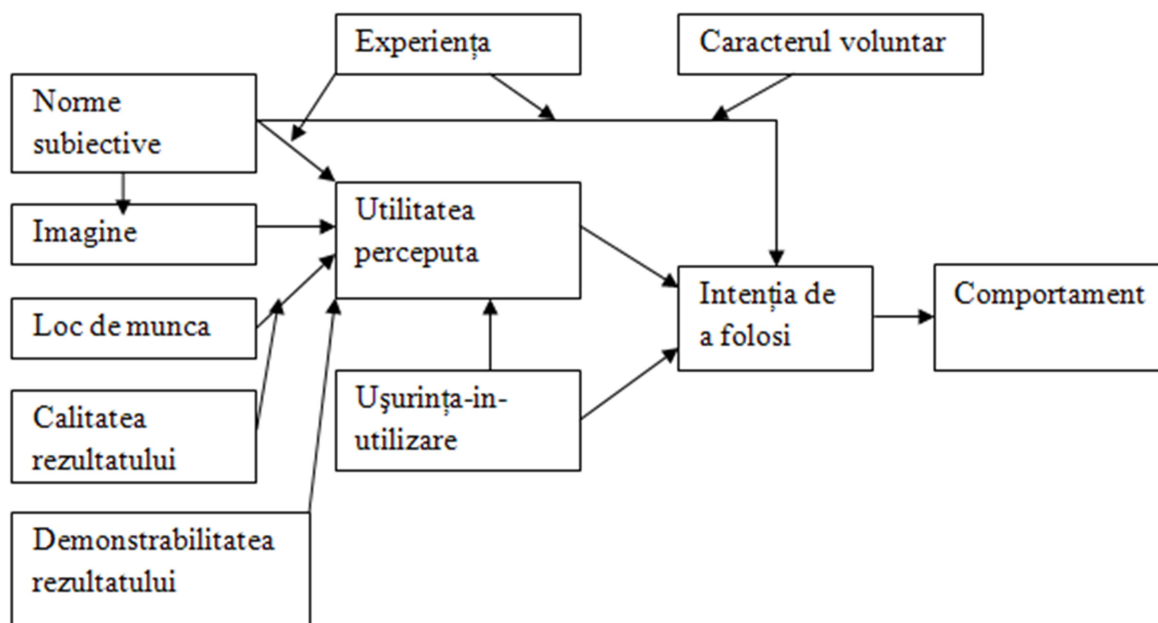 Experiența
Caracterul voluntar
Norme
subiective
Imagine
Utilitatea
perceputa
Intenția de
a folosi
Comportament
Loc de munca
Calitatea
rezultatului
Uşurința-in-
utilizare
Demonstrabilitatea
rezultatului